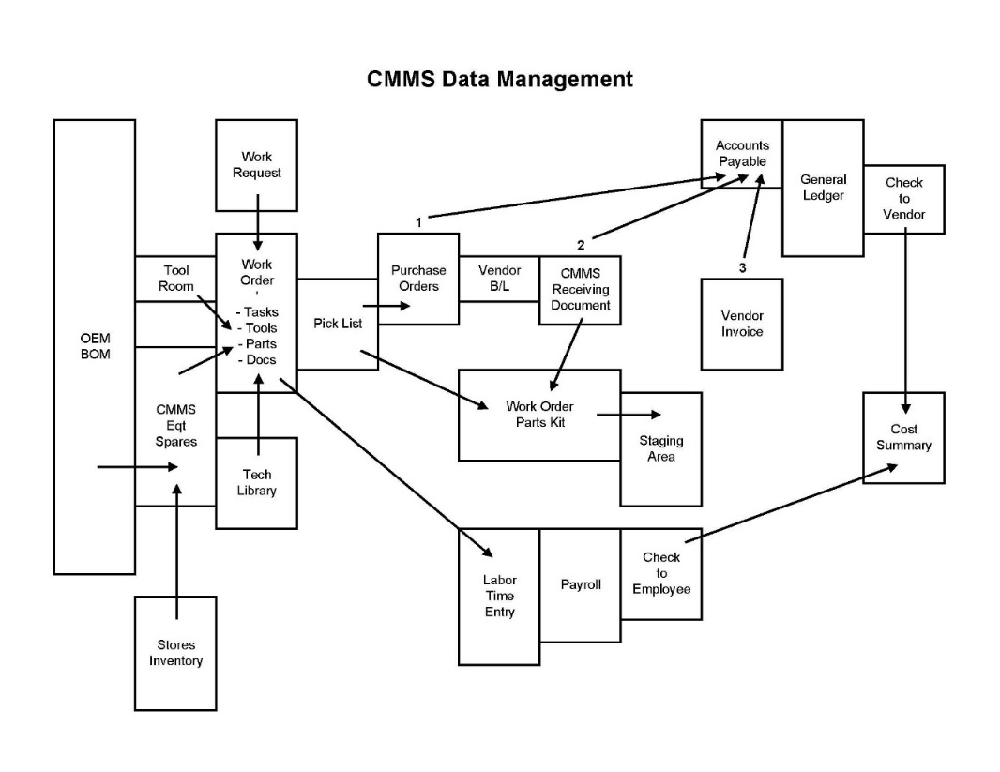 CMMS Data Management
Work
Request
Accounts
Payable
General
Ledger
Check
to
Vendor
1
2
3
Tool
Room
Work
Order
'
- Tasks
- Tools
- Parts
- Docs
Purchase
Orders
Vendor
B/L
CMMS
Receiving
Document
Pick List
Vendor
Invoice
OEM
BOM
CMMS
Eqt
Spares
Work Order
Parts Kit
Staging
Area
Cost
Summary
Tech
Library
Labor
Time
Entry
Payroll
Check
to
Employee
Stores
Inventory